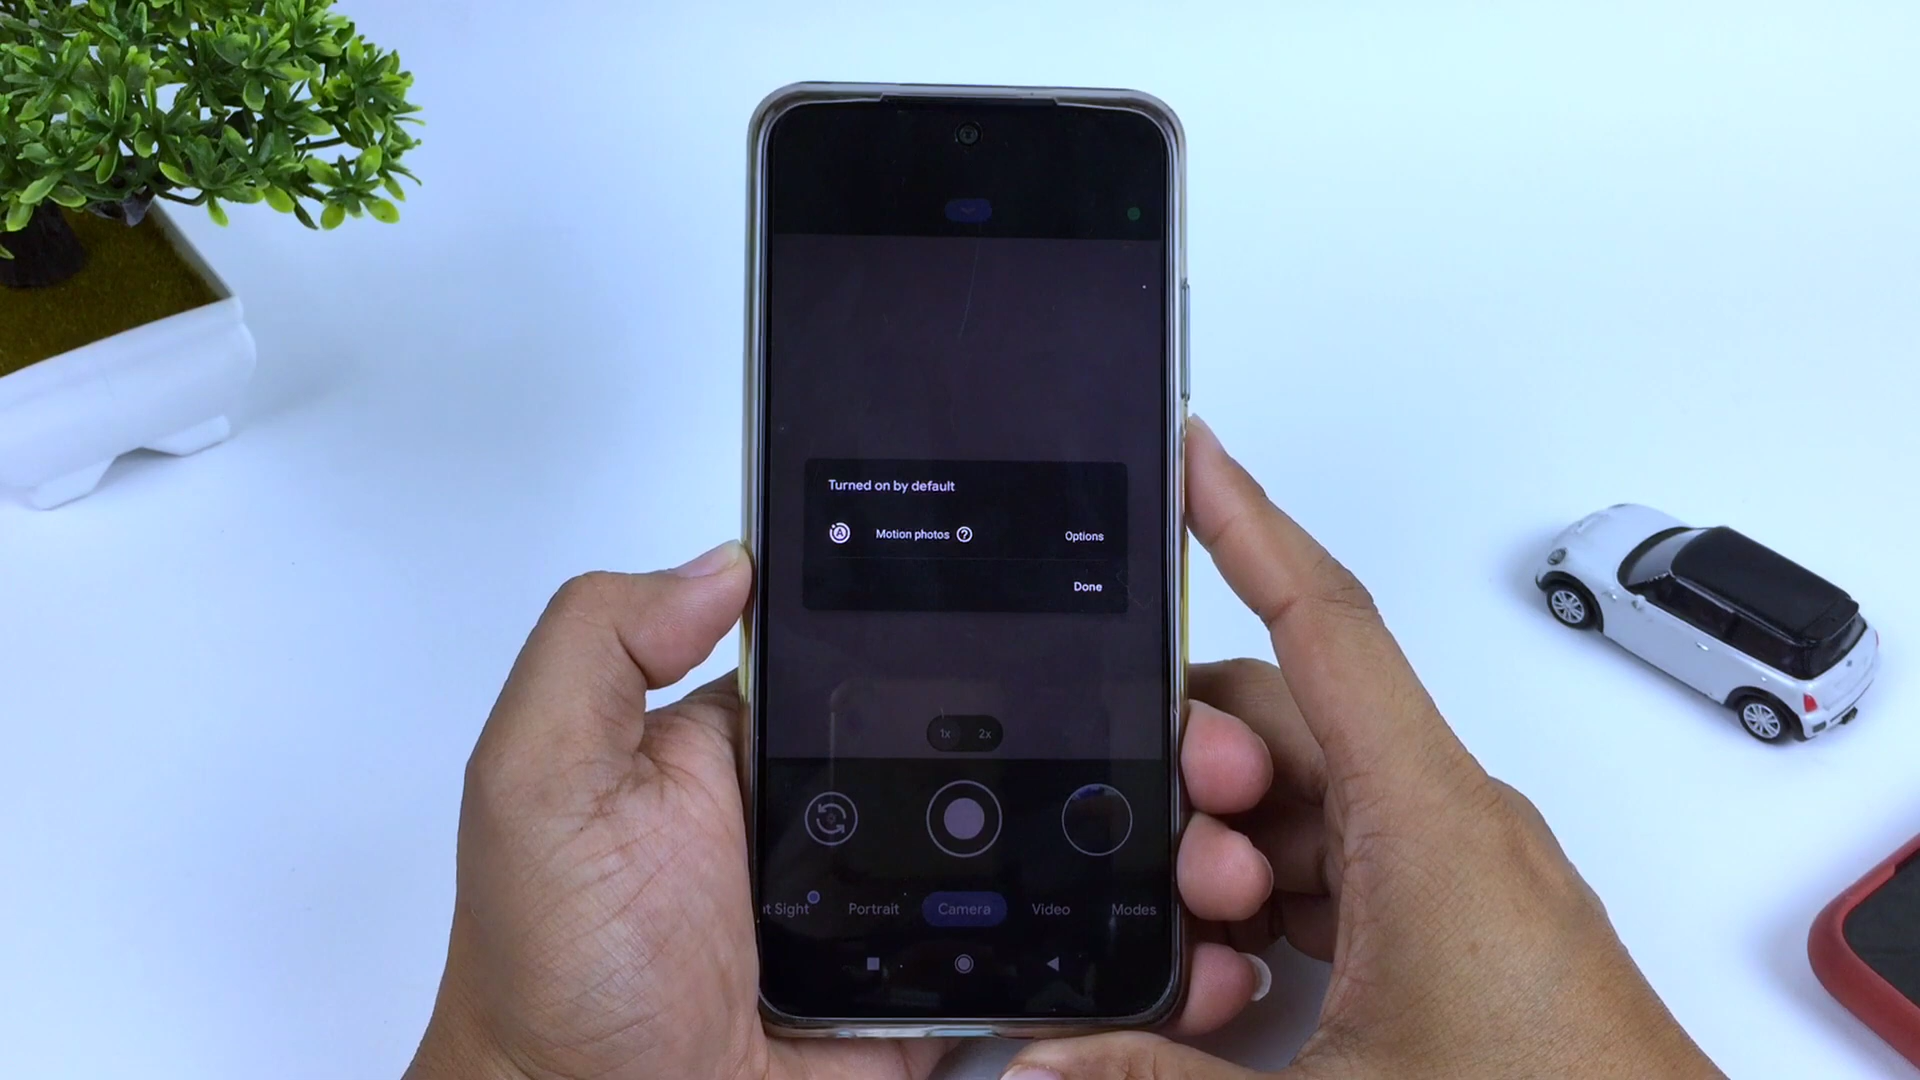 Turned on by default
Motion photos ? Options
Done
1x 2x
t Sight Portrait Camera Video Modes